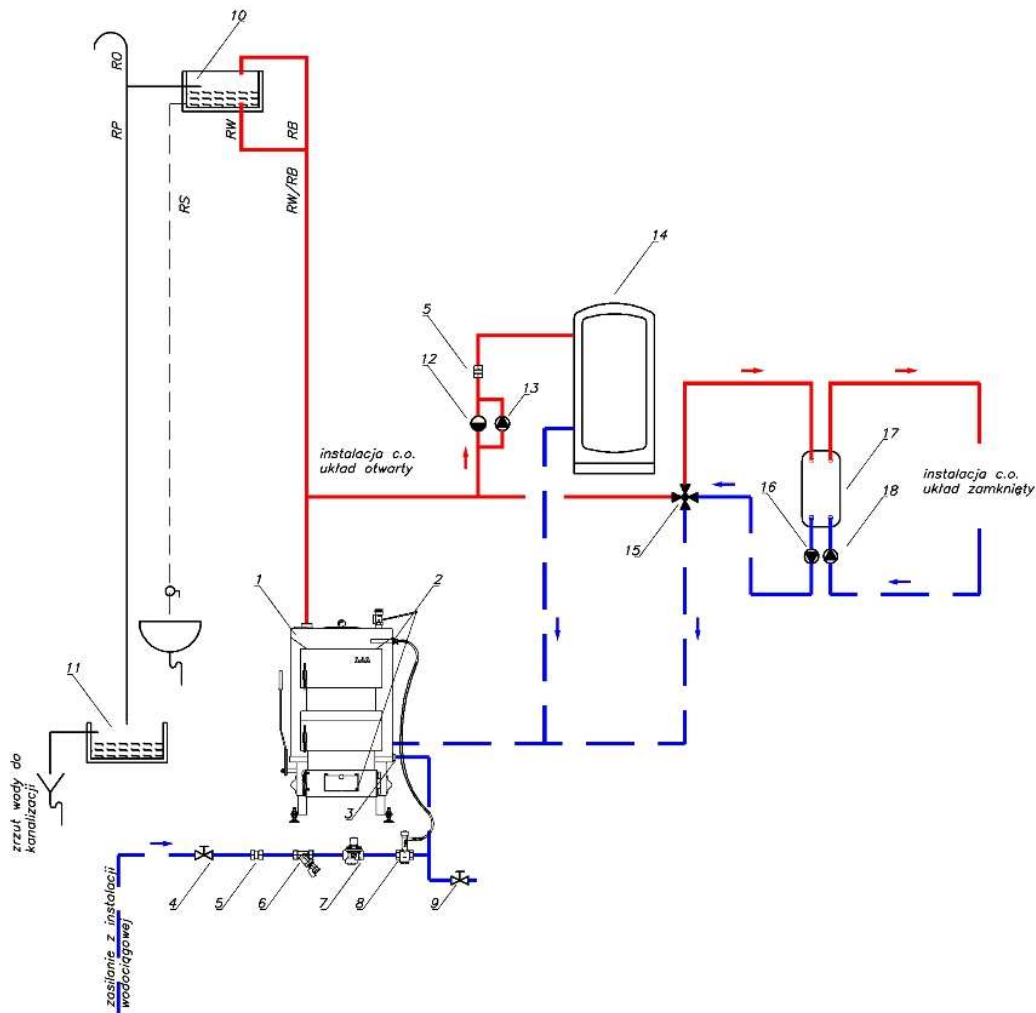 10
RO
RP
RW
RB
RS
RW/RB
14
5
12
13
instalacja c.o.
układ otwarty
17
16
instalacja c.o.
układ zamknięty
18
15
1
2
11
3
zrzut wody do
kanalizacji
4
5
6
7
8
9
zasilanie z instalacji
wodociągowej